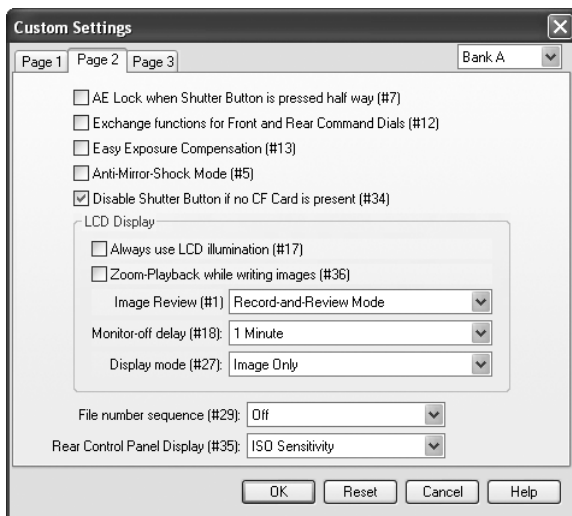 Custom Settings
Page 1 Page 2 Page 3 Bank A
AE Lock when Shutter Button is pressed half way (#7)
Exchange functions for Front and Rear Command Dials (#12)
Easy Exposure Compensation (#13)
Anti-Mirror-Shock Mode (#5)
Disable Shutter Button if no CF Card is present (#34)
LCD Display
Always use LCD illumination (#17)
Zoom-Playback while writing images (#36)
Image Review (#1) Record-and-Review Mode
Monitor-off delay (#18): 1 Minute
Display mode (#27): Image Only
File number sequence (#29): Off
Rear Control Panel Display (#35): ISO Sensitivity
OK Reset Cancel Help